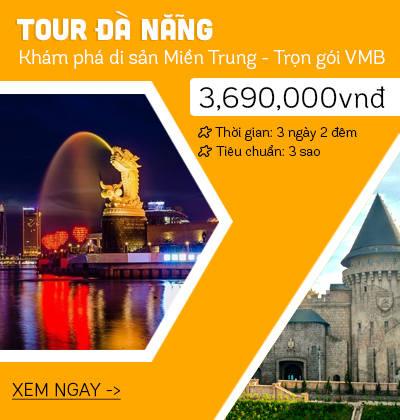 TOUR ĐÀ NẴNG
Khám phá di sản Miền Trung - Trọn gói VMB
3,690,000vnđ
Thời gian: 3 ngày 2 đêm
Tiêu chuẩn: 3 sao
XEM NGAY ->